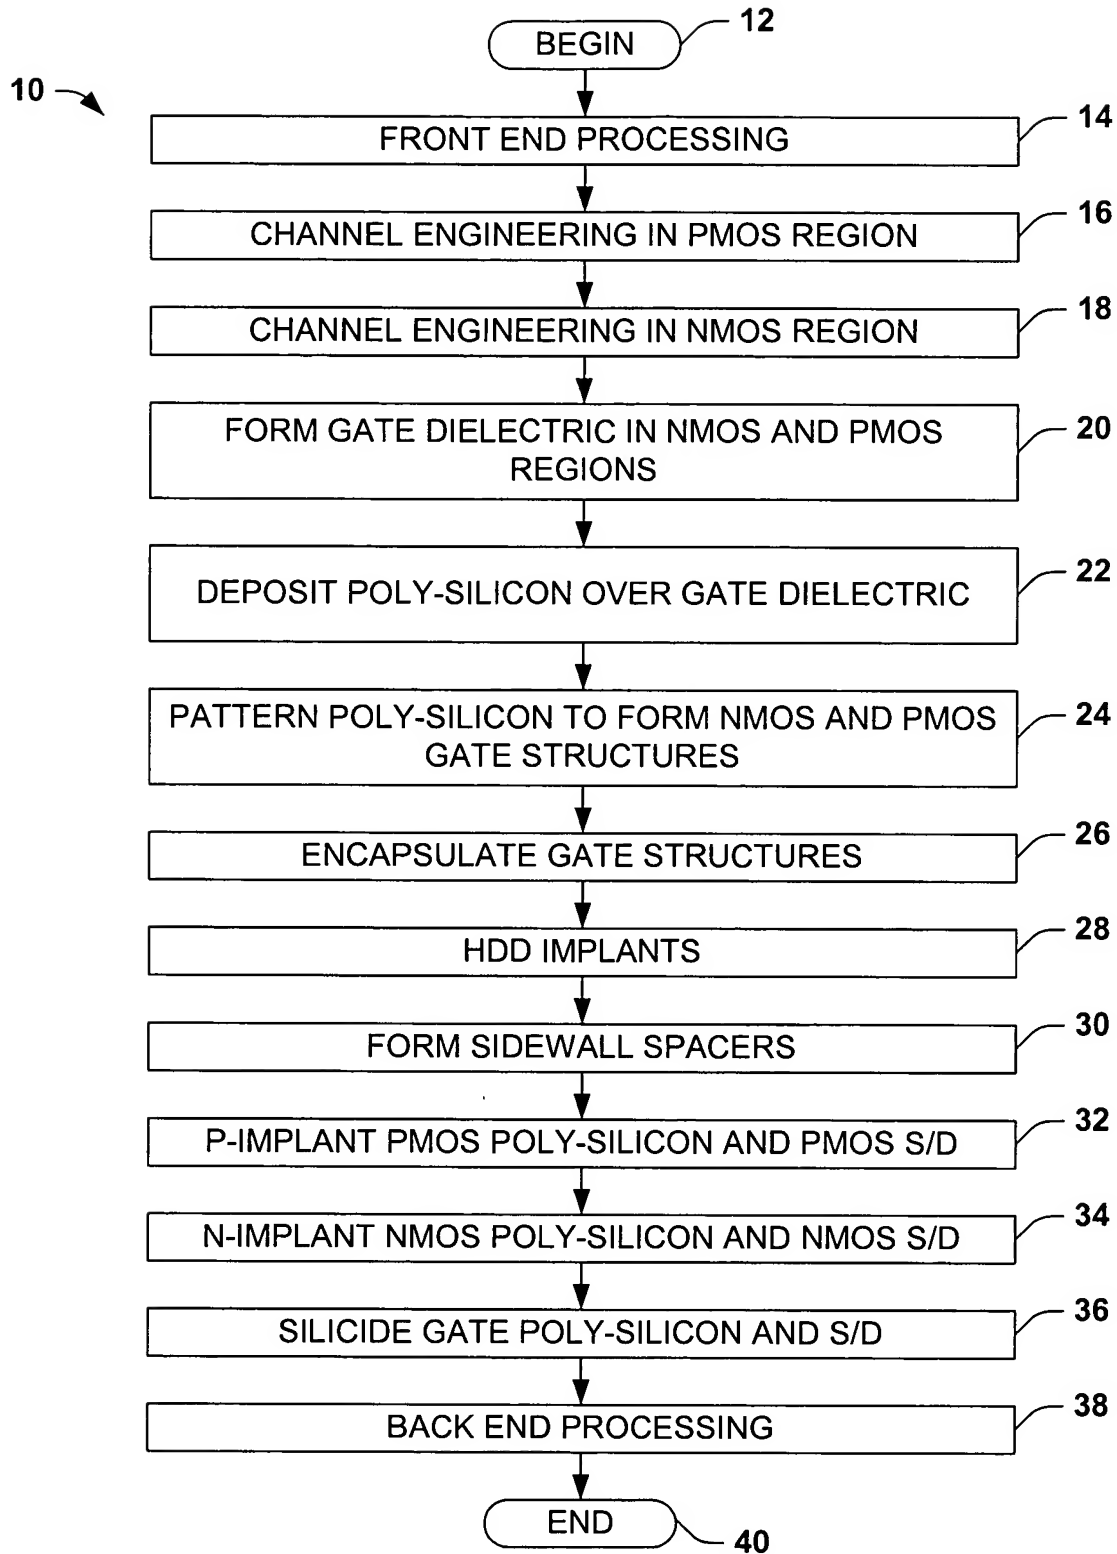 BEGIN
12
10
FRONT END PROCESSING
14
CHANNEL ENGINEERING IN PMOS REGION
16
CHANNEL ENGINEERING IN NMOS REGION
18
FORM GATE DIELECTRIC IN NMOS AND PMOS
REGIONS
20
DEPOSIT POLY-SILICON OVER GATE DIELECTRIC
22
PATTERN POLY-SILICON TO FORM NMOS AND PMOS
GATE STRUCTURES
24
ENCAPSULATE GATE STRUCTURES
26
HDD IMPLANTS
28
FORM SIDEWALL SPACERS
30
P-IMPLANT PMOS POLY-SILICON AND PMOS S/D
32
N-IMPLANT NMOS POLY-SILICON AND NMOS S/D
34
SILICIDE GATE POLY-SILICON AND S/D
36
BACK END PROCESSING
38
END
40